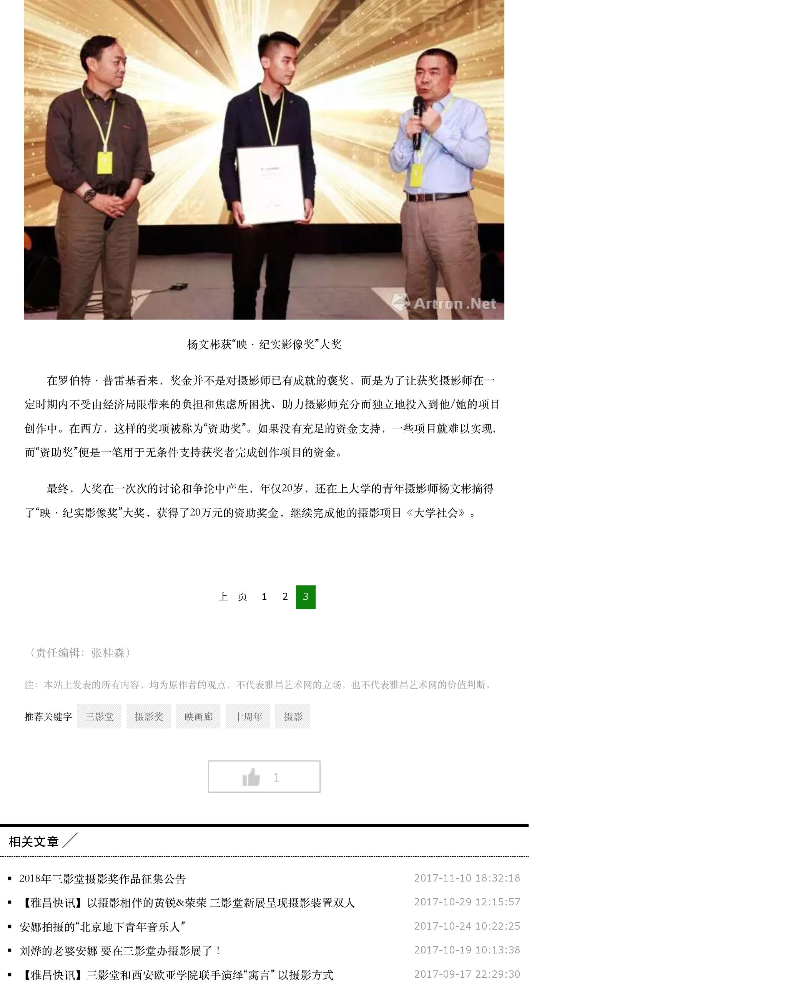 纪实影像
Artron.Net
杨文彬获“映 · 纪实影像奖”大奖
在罗伯特 · 普雷基看来，奖金并不是对摄影师已有成就的褒奖，而是为了让获奖摄影师在一
定时期内不受由经济局限带来的负担和焦虑所困扰、助力摄影师充分而独立地投入到他/她的项目
创作中。在西方，这样的奖项被称为“资助奖”。如果没有充足的资金支持，一些项目就难以实现，
而“资助奖”便是一笔用于无条件支持获奖者完成创作项目的资金。
最终，大奖在一次次的讨论和争论中产生，年仅20岁，还在上大学的青年摄影师杨文彬摘得
了“映 · 纪实影像奖”大奖，获得了20万元的资助奖金，继续完成他的摄影项目《大学社会》。
上一页 1 2 3
（责任编辑：张桂森）
注：本站上发表的所有内容，均为原作者的观点，不代表雅昌艺术网的立场，也不代表雅昌艺术网的价值判断。
推荐关键字 三影堂 摄影奖 映画廊 十周年 摄影
1
相关文章
2018年三影堂摄影奖作品征集公告 2017-11-10 18:32:18
【雅昌快讯】以摄影相伴的黄锐&荣荣 三影堂新展呈现摄影装置双人 2017-10-29 12:15:57
安娜拍摄的“北京地下青年音乐人” 2017-10-24 10:22:25
刘烨的老婆安娜 要在三影堂办摄影展了！ 2017-10-19 10:13:38
【雅昌快讯】三影堂和西安欧亚学院联手演绎“寓言” 以摄影方式 2017-09-17 22:29:30